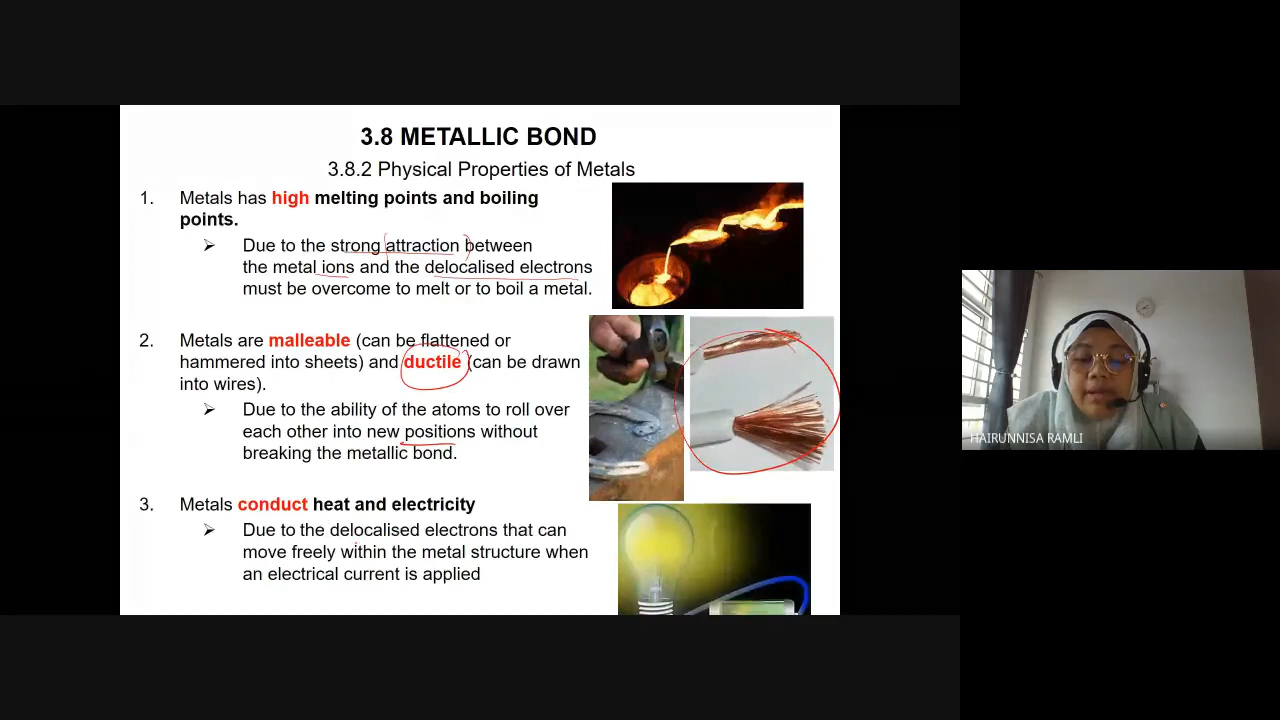 3.8 METALLIC BOND
3.8.2 Physical Properties of Metals
1. Metals has high melting points and boiling
points.
➢ Due to the strong attraction between
the metal ions and the delocalised electrons
must be overcome to melt or to boil a metal.
2. Metals are malleable (can be flattened or
hammered into sheets) and ductile (can be drawn
into wires).
➢ Due to the ability of the atoms to roll over
each other into new positions without
breaking the metallic bond.
3. Metals conduct heat and electricity
➢ Due to the delocalised electrons that can
move freely within the metal structure when
an electrical current is applied
HAIRUNNISA RAMLI